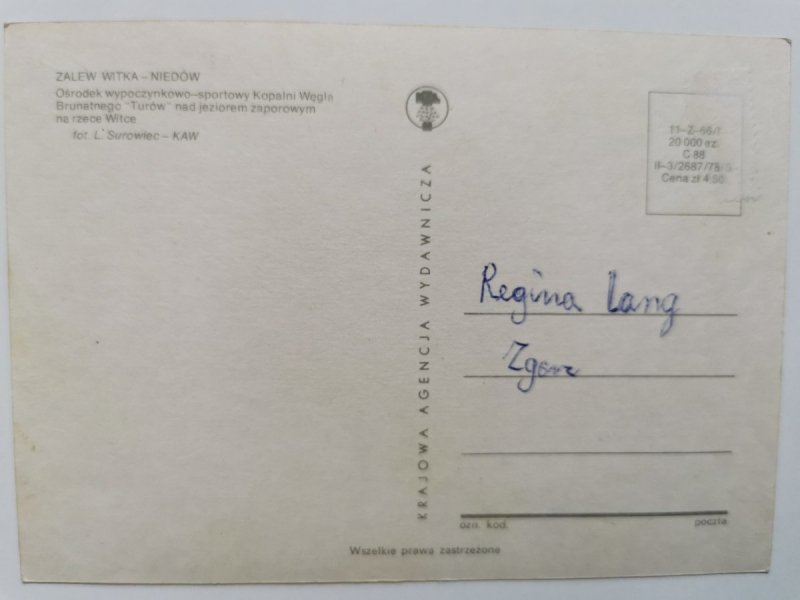 ZALEW WITKA – NIEDÓW
Ośrodek wypoczynkowo-sportowy Kopalni Węgla
Brunatnego "Turów" nad jeziorem zaporowym
na rzece Witce
fot. L. Surowiec – KAW
KRAJOWA AGENCJA WYDAWNICZA
11-Z-66/1
20 000 egz.
C 88
II-3/2687/78
Cena zł 4,50
Regina Lang
ozn. kod.
poczta
Wszelkie prawa zastrzeżone